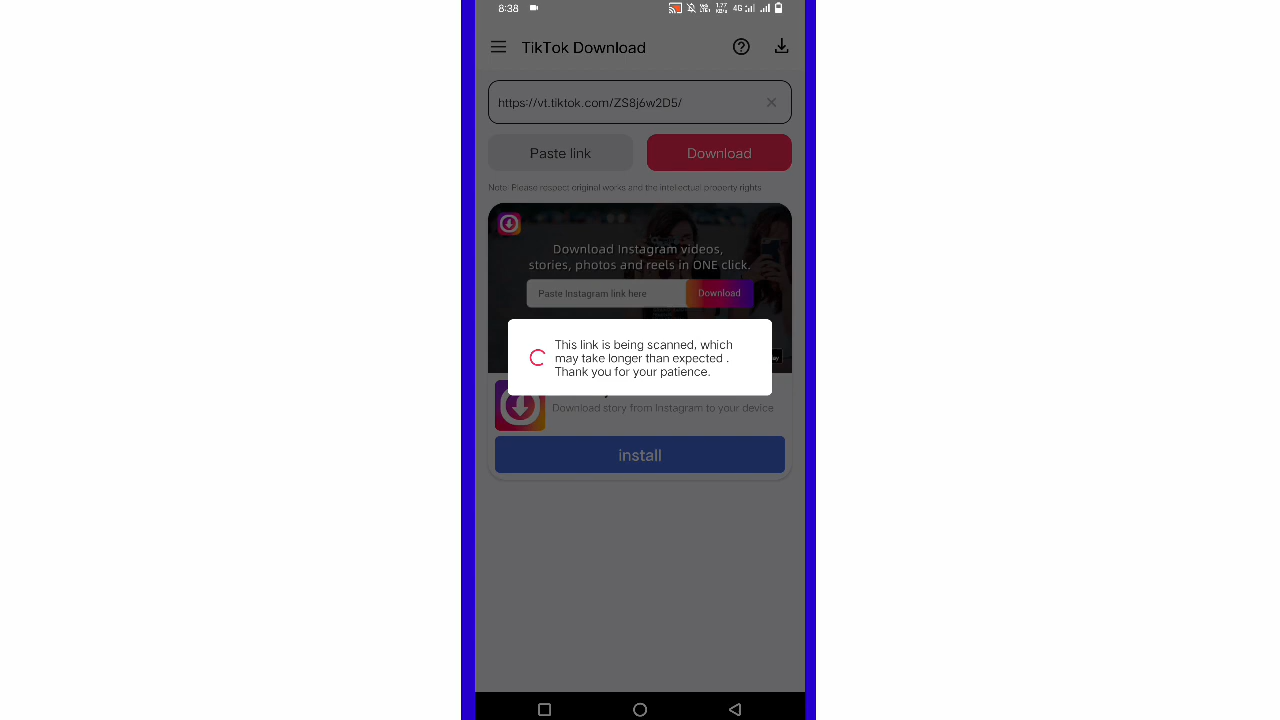 8:38
4G
TikTok Download
https://vt.tiktok.com/ZS8j6w2D5/
Paste link
Download
Note: Please respect original works and the intellectual property rights
Download Instagram videos,
stories, photos and reels in ONE click.
Paste Instagram link here
Download
This link is being scanned, which
may take longer than expected .
Thank you for your patience.
Download story from Instagram to your device
install